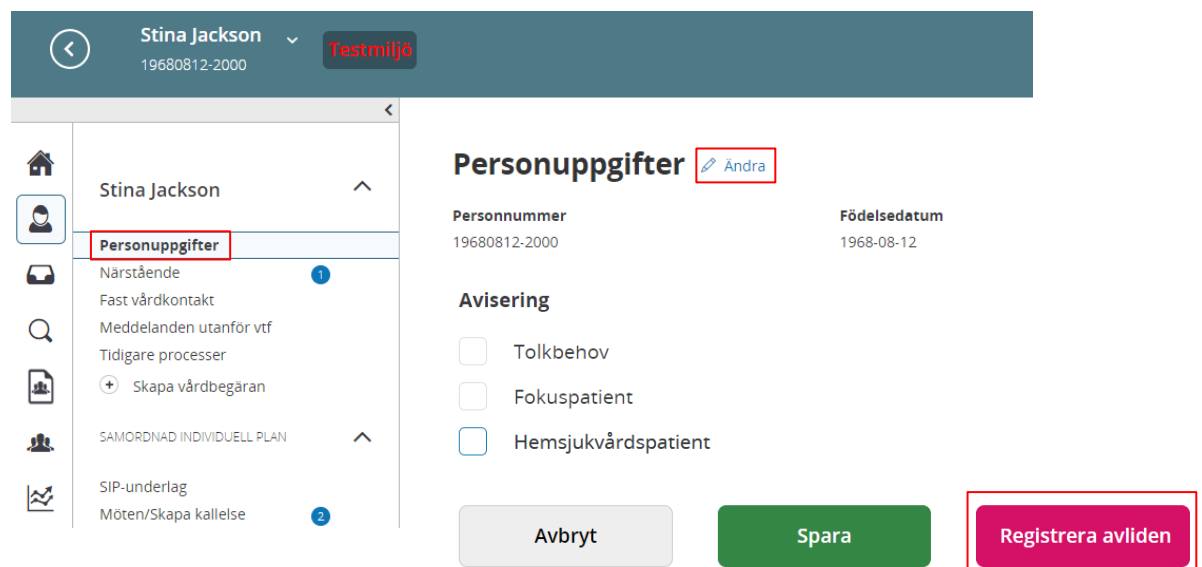 Stina Jackson
19680812-2000
Testmiljö
Stina Jackson
Personuppgifter
Närstående 1
Fast vårdkontakt
Meddelanden utanför vtf
Tidigare processer
Skapa vårdbegäran
SAMORDNAD INDIVIDUELL PLAN
SIP-underlag
Möten/Skapa kallelse 2
Personuppgifter Ändra
Personnummer Födelsedatum
19680812-2000 1968-08-12
Avisering
Tolkbehov
Fokuspatient
Hemsjukvårdspatient
Avbryt Spara Registrera avliden